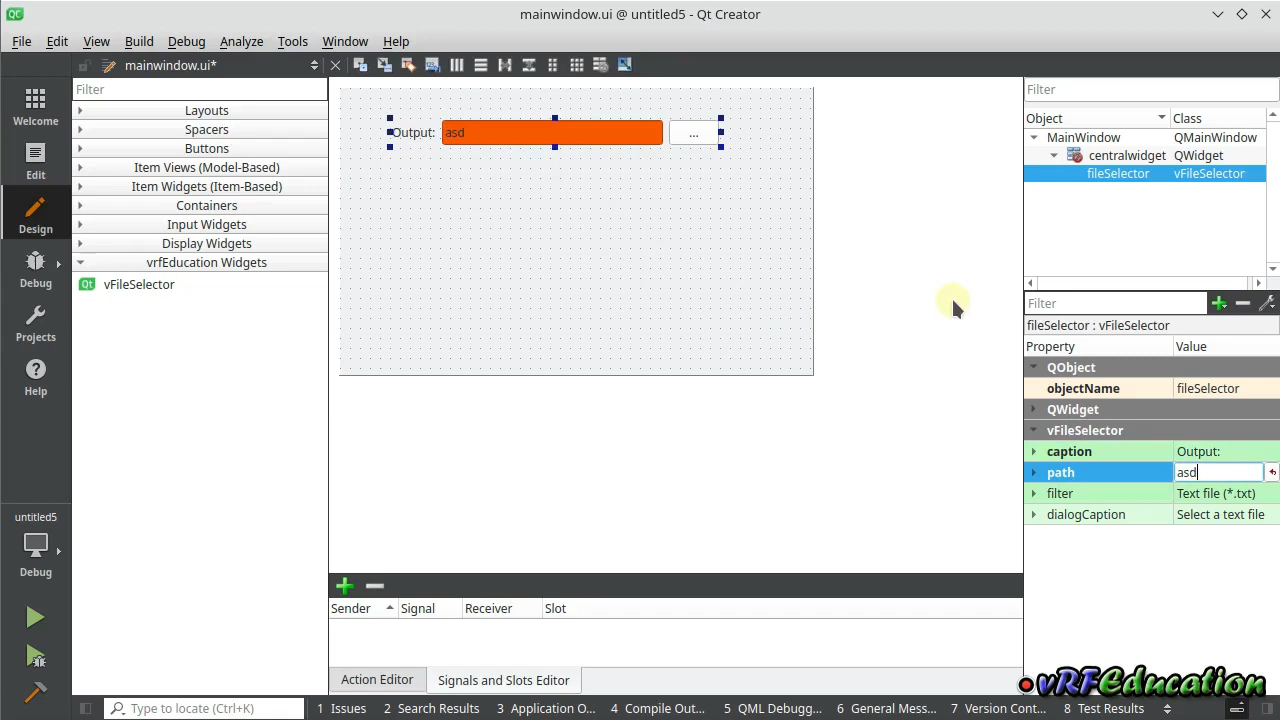 mainwindow.ui @ untitled5 - Qt Creator
File Edit View Build Debug Analyze Tools Window Help
mainwindow.ui*
Welcome
Edit
Design
Debug
Projects
Help
untitled5
Debug
Filter
Layouts
Spacers
Buttons
Item Views (Model-Based)
Item Widgets (Item-Based)
Containers
Input Widgets
Display Widgets
vrfEducation Widgets
Qt vFileSelector
Output: asd ...
Sender Signal Receiver Slot
Action Editor Signals and Slots Editor
Filter
Object Class
MainWindow QMainWindow
centralwidget QWidget
fileSelector vFileSelector
Filter
fileSelector : vFileSelector
Property Value
QObject
objectName fileSelector
QWidget
vFileSelector
caption Output:
path asd
filter Text file (*.txt)
dialogCaption Select a text file
vRFEducation
Type to locate (Ctrl+K) 1 Issues 2 Search Results 3 Application O... 4 Compile Out... 5 QML Debugg... 6 General Mess... 7 Version Cont... 8 Test Results